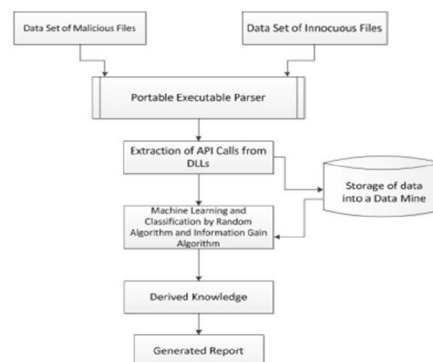 Data Set of Malicious Files
Data Set of Innocuous Files
Portable Executable Parser
Extraction of API Calls from
DLLs
Storage of data
into a Data Mine
Machine Learning and
Classification by Random
Algorithm and Information Gain
Algorithm
Derived Knowledge
Generated Report